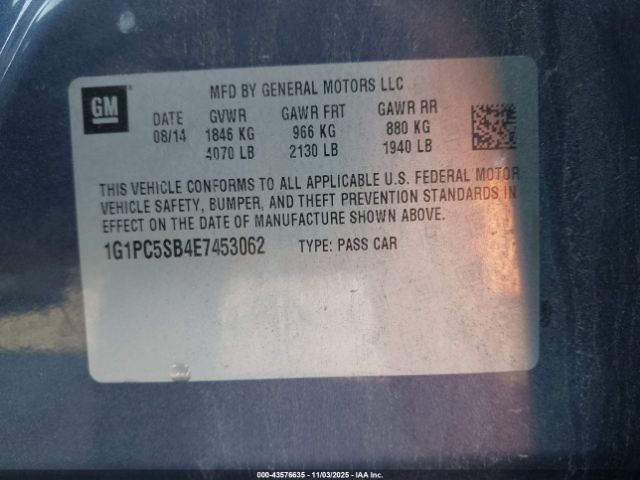 GM
MFD BY GENERAL MOTORS LLC
DATE GVWR GAWR FRT GAWR RR
08/14 1846 KG 966 KG 880 KG
4070 LB 2130 LB 1940 LB
THIS VEHICLE CONFORMS TO ALL APPLICABLE U.S. FEDERAL MOTOR
VEHICLE SAFETY, BUMPER, AND THEFT PREVENTION STANDARDS IN
EFFECT ON THE DATE OF MANUFACTURE SHOWN ABOVE.
1G1PC5SB4E7453062 TYPE: PASS CAR
000-43576635 - 11/03/2025 - IAA Inc.